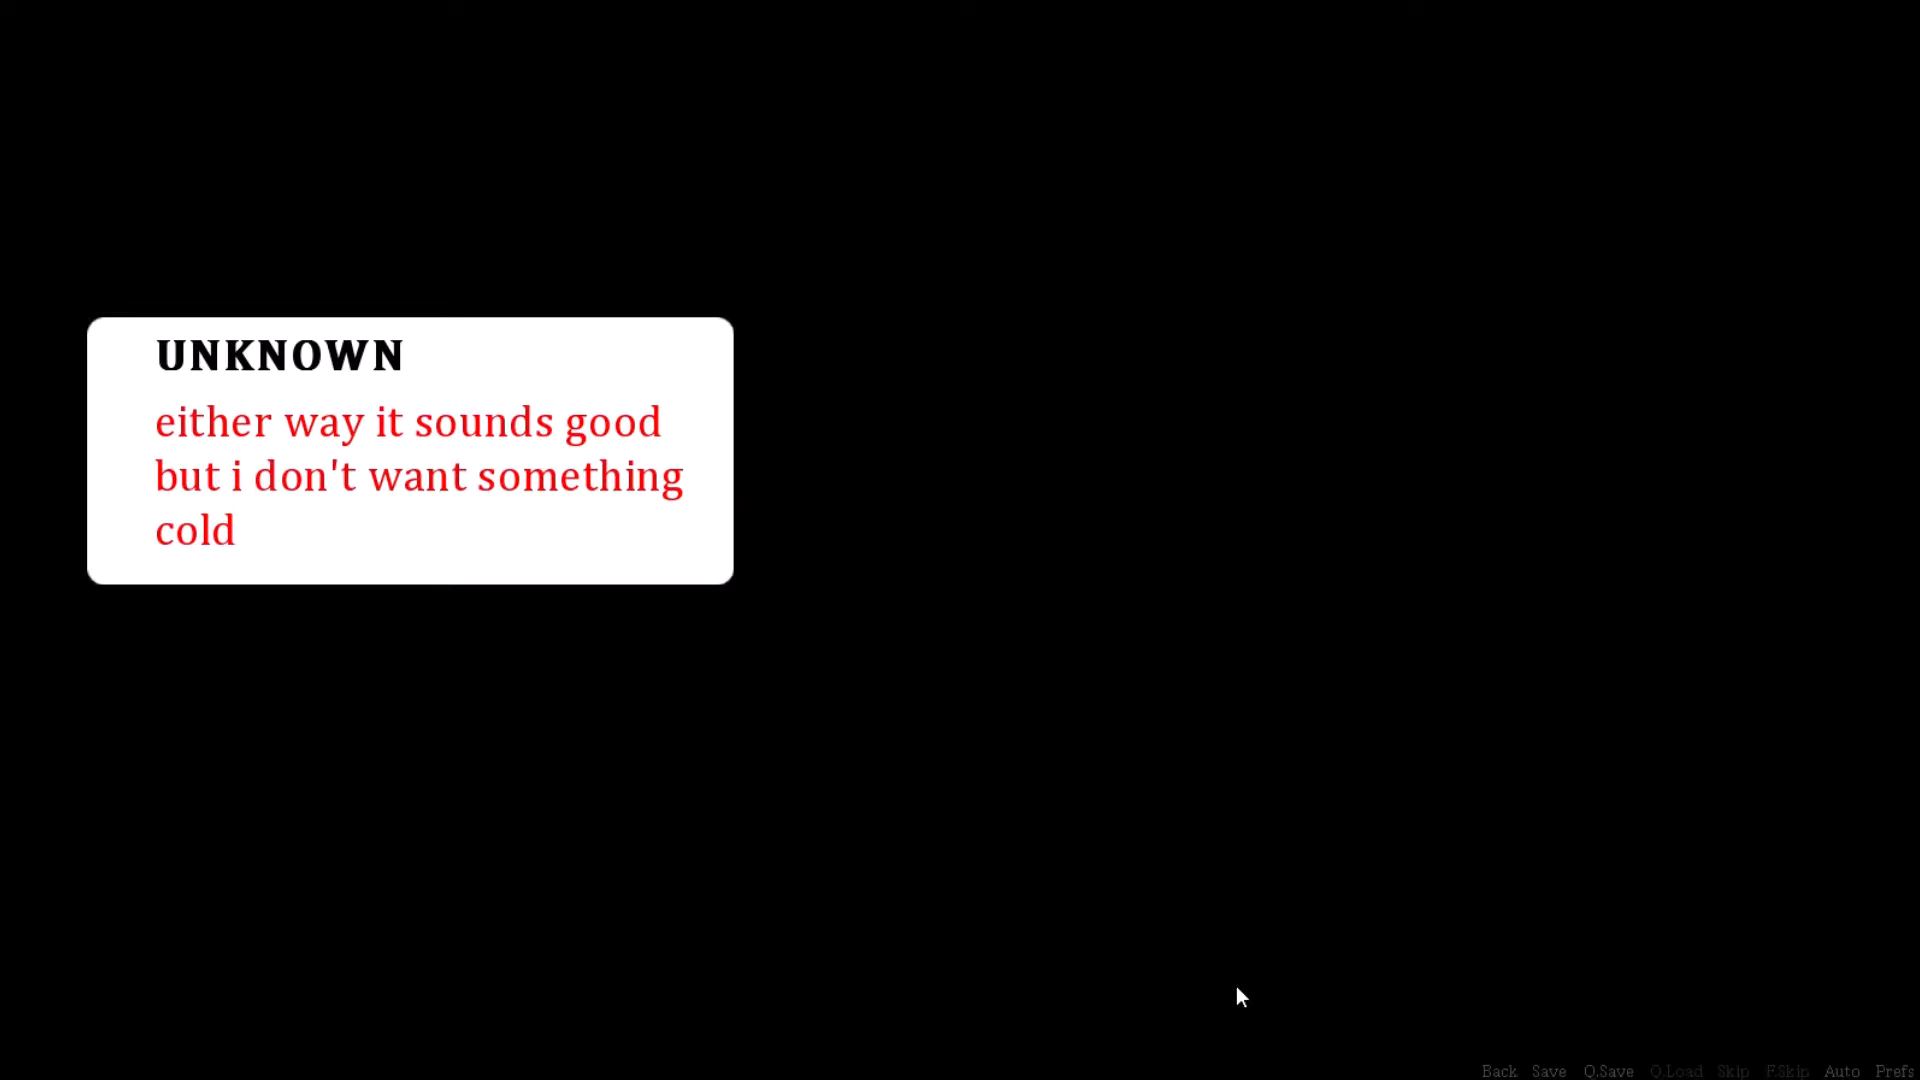 UNKNOWN
either way it sounds good
but i don't want something
cold
Back Save Q.Save Q.Load Skip F.Skip Auto Prefs